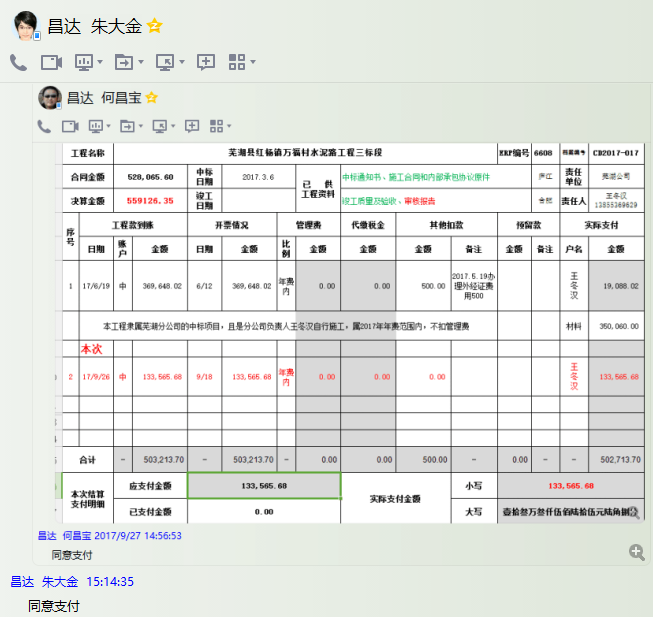 昌达 朱大金
昌达 何昌宝
工程名称 芜湖县红杨镇万福村水泥路工程三标段 ERP编号 6608 档案编号 CD2017-017
合同金额 528,065.60 中标日期 2017.3.6 已供工程资料 中标通知书、施工合同和内部承包协议原件 庐江 责任单位 芜湖公司
决算金额 559126.35 竣工日期 竣工质量及验收、审核报告 合肥 责任人 王冬汉 13855369629
序号 工程款到账 开票情况 管理费 代缴税金 其他扣款 预留款 实际支付
日期 账户 金额 日期 金额 比例 金额 金额 金额 备注 金额 备注 户名 金额
1 17/6/19 中 369,648.02 6/12 369,648.02 年费内 0.00 0.00 500.00 2017.5.19办理外经证费用500 王冬汉 19,088.02
本工程隶属芜湖分公司的中标项目，且是分公司负责人王冬汉自行施工，属2017年年费范围内，不扣管理费 材料 350,060.00
本次
2 17/9/26 中 133,565.68 9/18 133,565.68 年费内 0.00 0.00 0.00 王冬汉 133,565.68
合计 - 503,213.70 - 503,213.70 - 0.00 0.00 500.00 - 0.00 - - 502,713.70
本次结算支付明细 应支付金额 133,565.68 实际支付金额 小写 133,565.68
已支付金额 0.00 大写 壹拾叁万叁仟伍佰陆拾伍元陆角捌
昌达 何昌宝 2017/9/27 14:56:53
同意支付
昌达 朱大金 15:14:35
同意支付